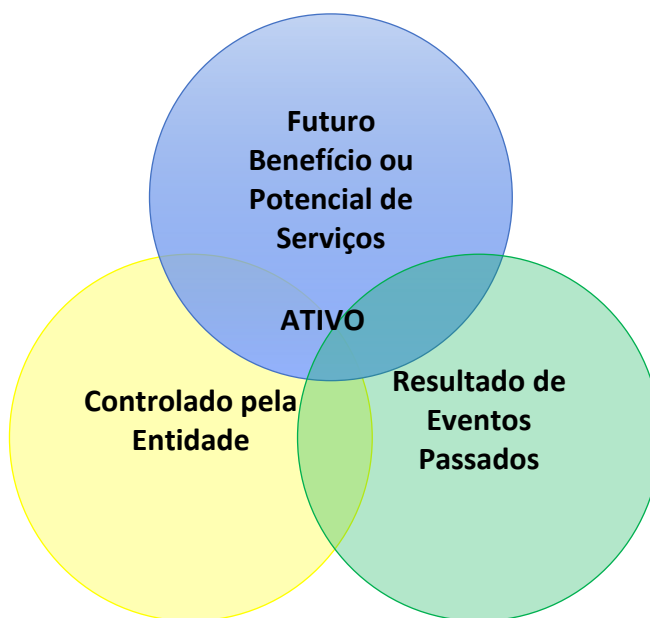 Futuro
Benefício ou
Potencial de
Serviços
ATIVO
Controlado pela
Entidade
Resultado de
Eventos
Passados